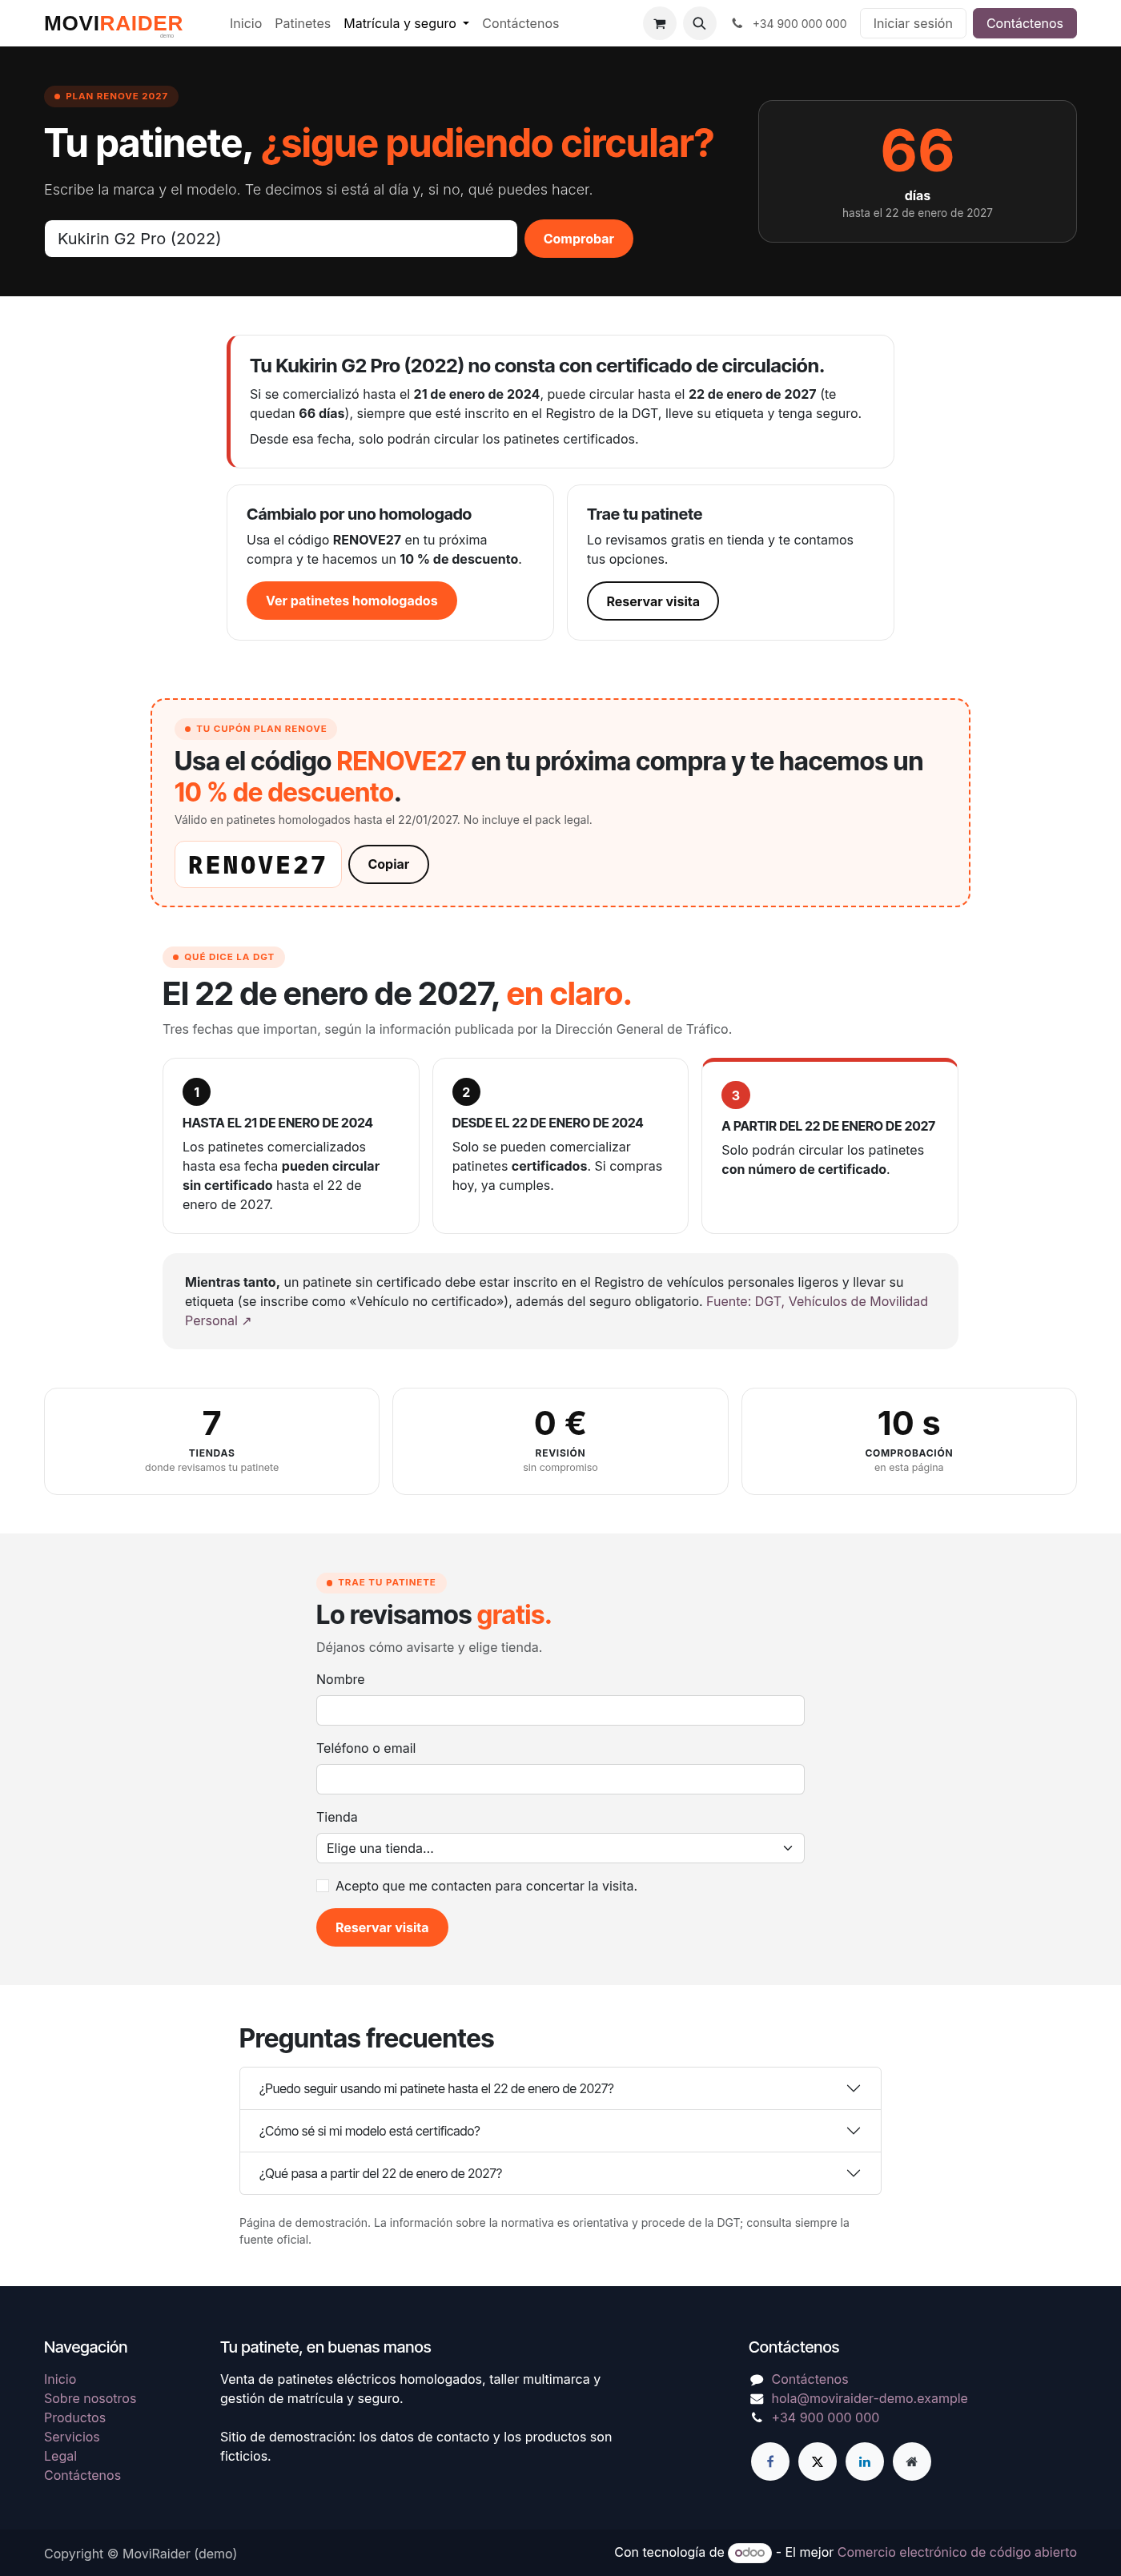 MOVIRAIDER
demo
Inicio
Patinetes
Matrícula y seguro
Contáctenos
+34 900 000 000
Iniciar sesión
Contáctenos
PLAN RENOVE 2027
Tu patinete, ¿sigue pudiendo circular?
Escribe la marca y el modelo. Te decimos si está al día y, si no, qué puedes hacer.
Kukirin G2 Pro (2022)
Comprobar
66
días
hasta el 22 de enero de 2027
Tu Kukirin G2 Pro (2022) no consta con certificado de circulación.
Si se comercializó hasta el 21 de enero de 2024, puede circular hasta el 22 de enero de 2027 (te
quedan 66 días), siempre que esté inscrito en el Registro de la DGT, lleve su etiqueta y tenga seguro.
Desde esa fecha, solo podrán circular los patinetes certificados.
Cámbialo por uno homologado
Usa el código RENOVE27 en tu próxima
compra y te hacemos un 10 % de descuento.
Ver patinetes homologados
Trae tu patinete
Lo revisamos gratis en tienda y te contamos
tus opciones.
Reservar visita
TU CUPÓN PLAN RENOVE
Usa el código RENOVE27 en tu próxima compra y te hacemos un
10 % de descuento.
Válido en patinetes homologados hasta el 22/01/2027. No incluye el pack legal.
RENOVE27
Copiar
QUÉ DICE LA DGT
El 22 de enero de 2027, en claro.
Tres fechas que importan, según la información publicada por la Dirección General de Tráfico.
1
HASTA EL 21 DE ENERO DE 2024
Los patinetes comercializados
hasta esa fecha pueden circular
sin certificado hasta el 22 de
enero de 2027.
2
DESDE EL 22 DE ENERO DE 2024
Solo se pueden comercializar
patinetes certificados. Si compras
hoy, ya cumples.
3
A PARTIR DEL 22 DE ENERO DE 2027
Solo podrán circular los patinetes
con número de certificado.
Mientras tanto, un patinete sin certificado debe estar inscrito en el Registro de vehículos personales ligeros y llevar su
etiqueta (se inscribe como «Vehículo no certificado»), además del seguro obligatorio. Fuente: DGT, Vehículos de Movilidad
Personal ↗
7
TIENDAS
donde revisamos tu patinete
0 €
REVISIÓN
sin compromiso
10 s
COMPROBACIÓN
en esta página
TRAE TU PATINETE
Lo revisamos gratis.
Déjanos cómo avisarte y elige tienda.
Nombre
Teléfono o email
Tienda
Elige una tienda…
Acepto que me contacten para concertar la visita.
Reservar visita
Preguntas frecuentes
¿Puedo seguir usando mi patinete hasta el 22 de enero de 2027?
¿Cómo sé si mi modelo está certificado?
¿Qué pasa a partir del 22 de enero de 2027?
Página de demostración. La información sobre la normativa es orientativa y procede de la DGT; consulta siempre la
fuente oficial.
Navegación
Inicio
Sobre nosotros
Productos
Servicios
Legal
Contáctenos
Tu patinete, en buenas manos
Venta de patinetes eléctricos homologados, taller multimarca y
gestión de matrícula y seguro.
Sitio de demostración: los datos de contacto y los productos son
ficticios.
Contáctenos
Contáctenos
hola@moviraider-demo.example
+34 900 000 000
Copyright © MoviRaider (demo)
Con tecnología de odoo - El mejor Comercio electrónico de código abierto